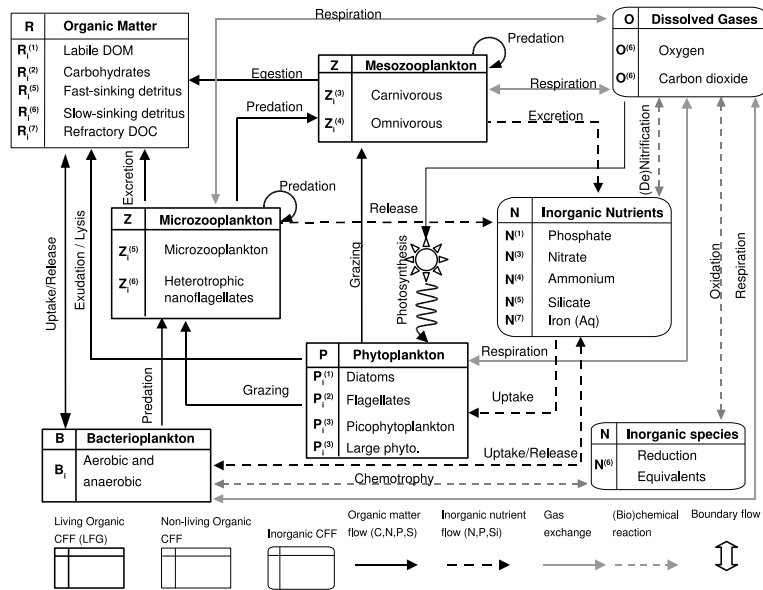 R Organic Matter
R_i^(1) Labile DOM
R_i^(2) Carbohydrates
R_i^(5) Fast-sinking detritus
R_i^(6) Slow-sinking detritus
R_i^(7) Refractory DOC
Respiration
O Dissolved Gases
O^(6) Oxygen
O^(6) Carbon dioxide
Predation
Z Mesozooplankton
Z_i^(3) Carnivorous
Z_i^(4) Omnivorous
Egestion
Predation
Respiration
Excretion
(De)Nitrification
Excretion
Predation
Release
Z Microzooplankton
Z_i^(5) Microzooplankton
Z_i^(6) Heterotrophic
nanoflagellates
N Inorganic Nutrients
N^(1) Phosphate
N^(3) Nitrate
N^(4) Ammonium
N^(5) Silicate
N^(7) Iron (Aq)
Uptake/Release
Exudation / Lysis
Grazing
Photosynthesis
Oxidation
Respiration
P Phytoplankton
P_i^(1) Diatoms
P_i^(2) Flagellates
P_i^(3) Picophytoplankton
P_i^(3) Large phyto.
Respiration
Grazing
Uptake
Predation
B Bacterioplankton
B_i Aerobic and
anaerobic
Uptake/Release
Chemotrophy
N Inorganic species
N^(6) Reduction
Equivalents
Living Organic
CFF (LFG)
Non-living Organic
CFF
Inorganic CFF
Organic matter
flow (C,N,P,S)
Inorganic nutrient
flow (N,P,Si)
Gas
exchange
(Bio)chemical
reaction
Boundary flow